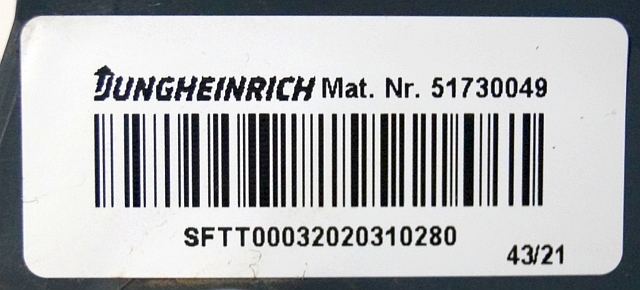 JUNGHEINRICH Mat. Nr. 51730049
SFTT00032020310280
43/21